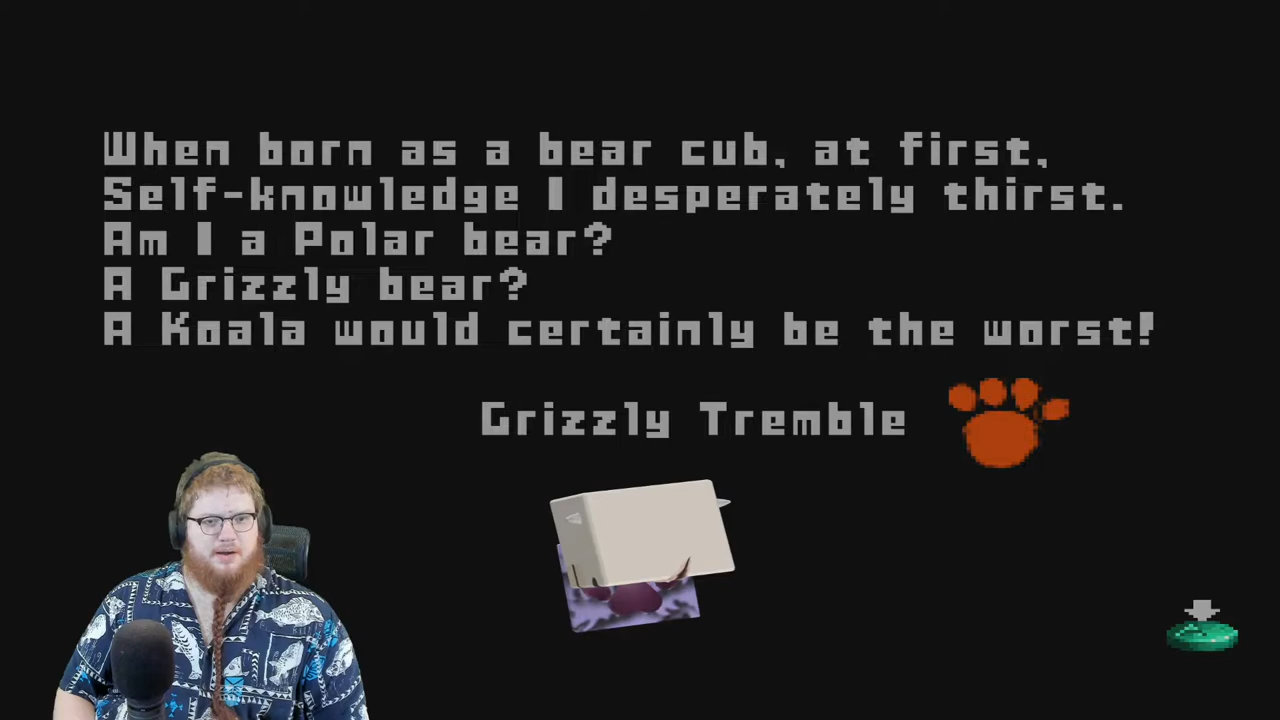 When born as a bear cub, at first,
Self-knowledge I desperately thirst.
Am I a Polar bear?
A Grizzly bear?
A Koala would certainly be the worst!
Grizzly Tremble